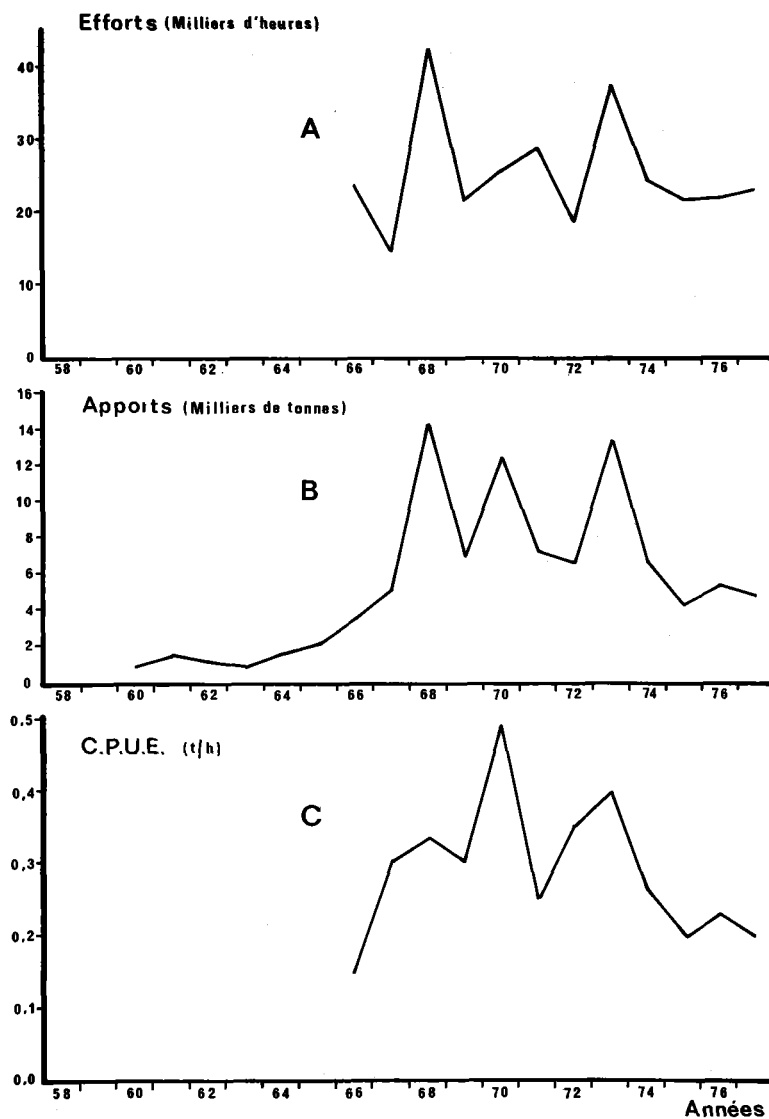 Efforts (Milliers d'heures)
40
30
20
10
0
A
58 60 62 64 66 68 70 72 74 76
Apports (Milliers de tonnes)
16
14
12
10
8
6
4
2
0
B
58 60 62 64 66 68 70 72 74 76
C.P.U.E. (t/h)
0,5
0,4
0,3
0,2
0,1
0,0
C
58 60 62 64 66 68 70 72 74 76
Années